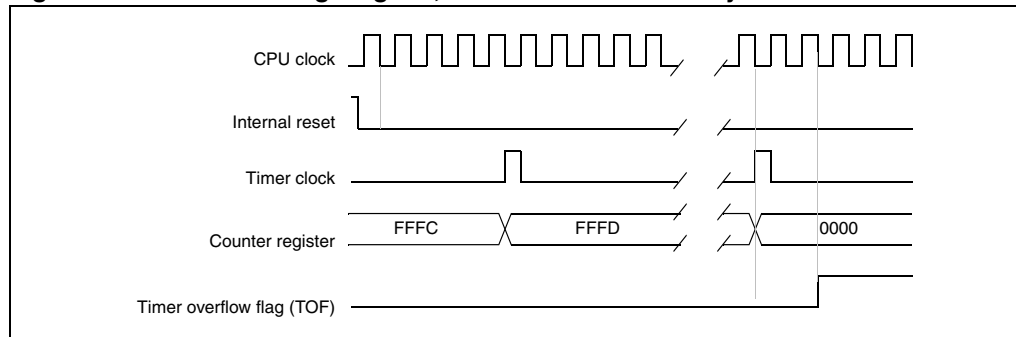 CPU clock
Internal reset
Timer clock
Counter register FFFC FFFD 0000
Timer overflow flag (TOF)